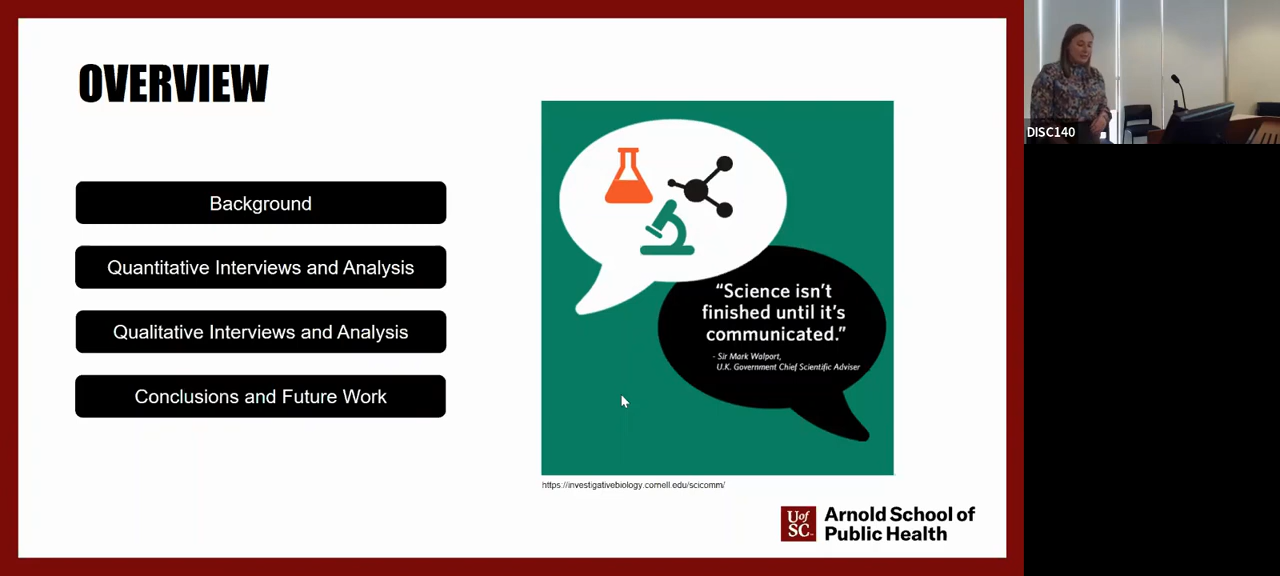 OVERVIEW
Background
Quantitative Interviews and Analysis
Qualitative Interviews and Analysis
Conclusions and Future Work
“Science isn’t
finished until it’s
communicated.”
- Sir Mark Walport,
U.K. Government Chief Scientific Adviser
https://investigativebiology.cornell.edu/scicomm/
UofSC
Arnold School of
Public Health
DISC140